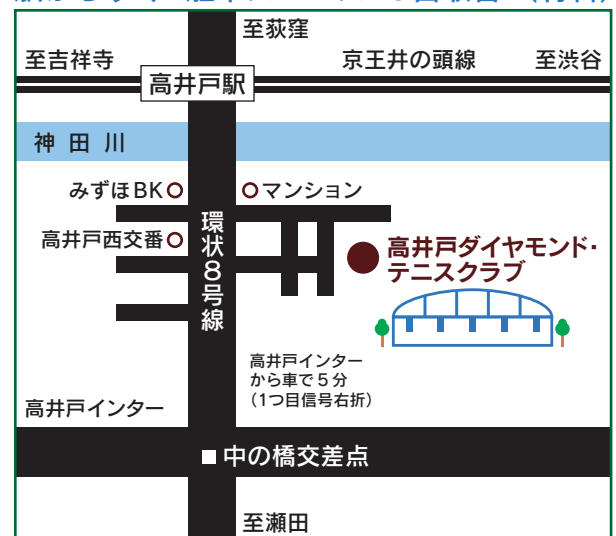 至荻窪
至吉祥寺
京王井の頭線
至渋谷
高井戸駅
神田川
みずほBK
マンション
高井戸西交番
環状8号線
高井戸ダイヤモンド・
テニスクラブ
高井戸インター
から車で5分
(1つ目信号右折)
高井戸インター
中の橋交差点
至瀬田